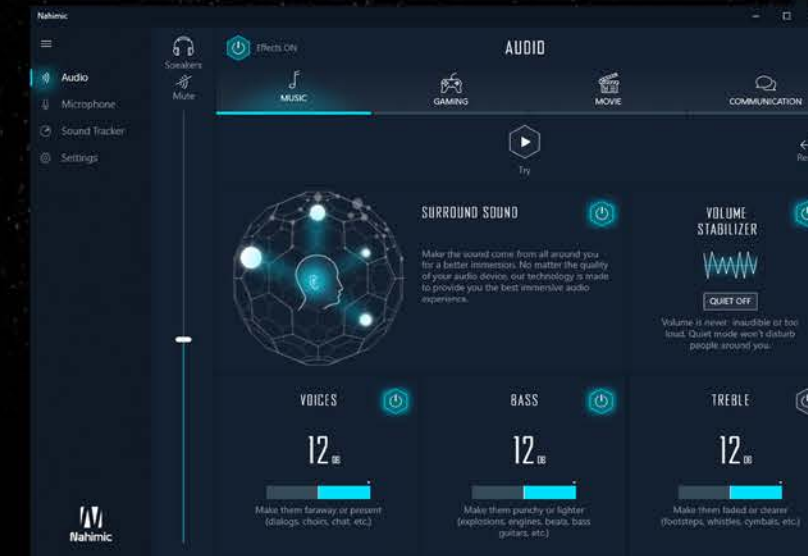 Nahimic
Audio
Microphone
Sound Tracker
Settings
Nahimic
Speakers
Mute
Effects ON
AUDIO
MUSIC
GAMING
MOVIE
COMMUNICATION
Try
SURROUND SOUND
Make the sound come from all around you
for a better immersion. No matter the quality
of your audio device, our technology is made
to provide you the best immersive audio
experience.
VOLUME
STABILIZER
QUIET OFF
Volume is never inaudible or too
loud. Quiet mode won't disturb
people around you.
VOICES
12 DB
Make them faraway or present
(dialogs, choirs, chat, etc.)
BASS
12 DB
Make them punchy or lighter
(explosions, engines, beats, bass
guitars, etc.)
TREBLE
12 DB
Make them faded or clearer
(footsteps, whistles, cymbals, etc.)